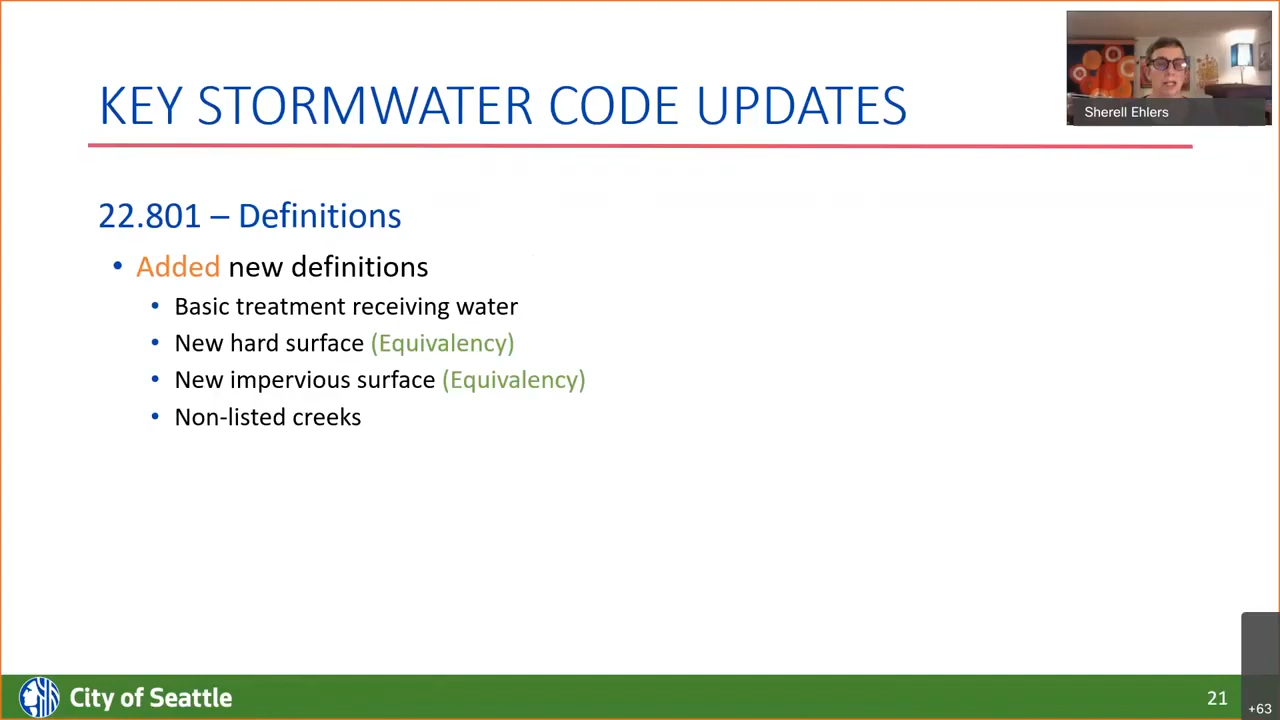 KEY STORMWATER CODE UPDATES
Sherell Ehlers
22.801 – Definitions
• Added new definitions
• Basic treatment receiving water
• New hard surface (Equivalency)
• New impervious surface (Equivalency)
• Non-listed creeks
City of Seattle
21
+63